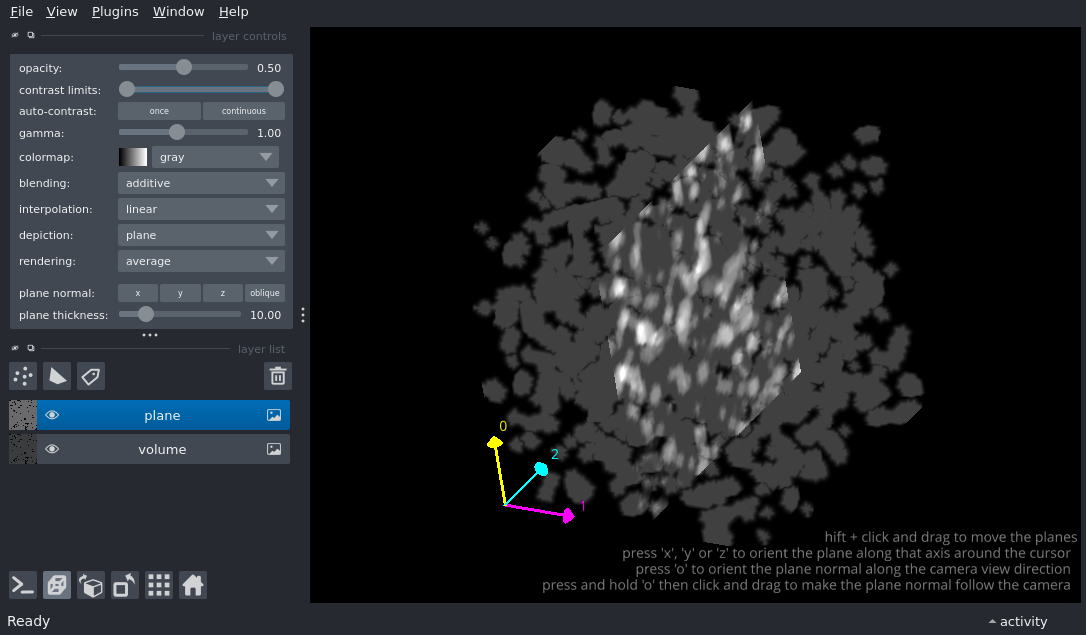 File View Plugins Window Help
layer controls
opacity: 0.50
contrast limits:
auto-contrast: once continuous
gamma: 1.00
colormap: gray
blending: additive
interpolation: linear
depiction: plane
rendering: average
plane normal: x y z oblique
plane thickness: 10.00
layer list
plane
volume
0
2
1
hift + click and drag to move the planes
press 'x', 'y' or 'z' to orient the plane along that axis around the cursor
press 'o' to orient the plane normal along the camera view direction
press and hold 'o' then click and drag to make the plane normal follow the camera
Ready activity